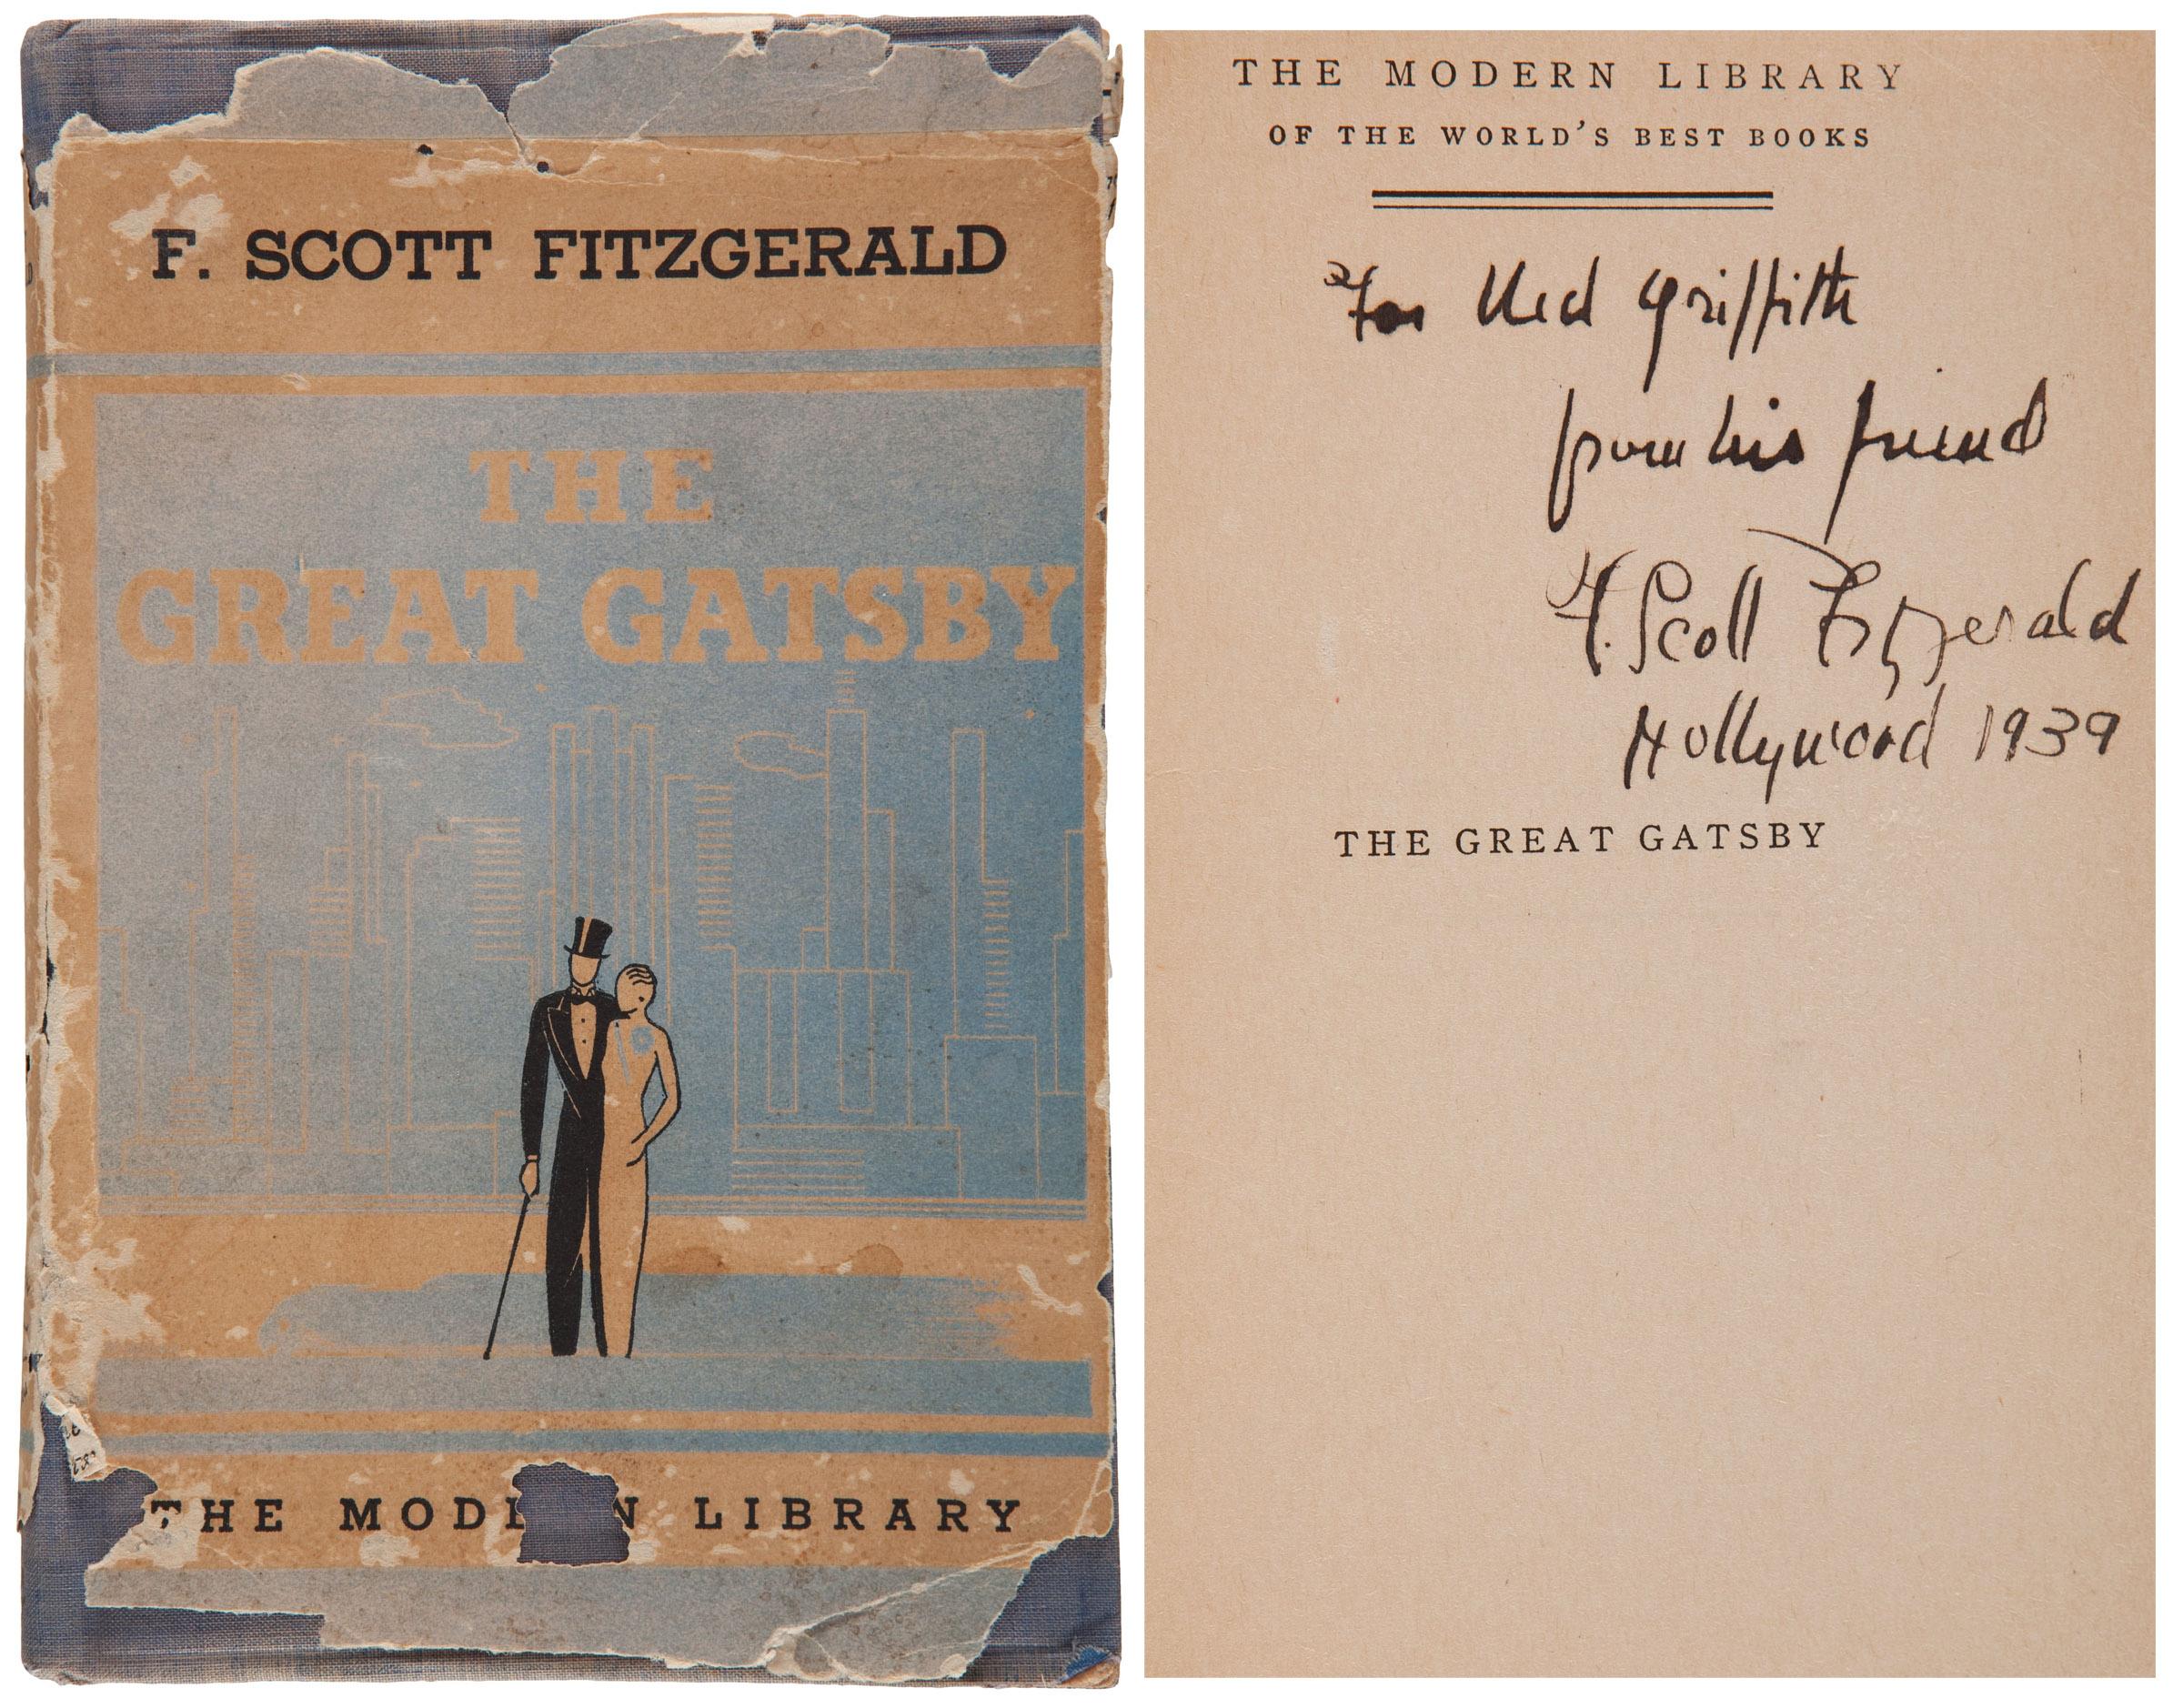 F. SCOTT FITZGERALD
THE
GREAT GATSBY
THE MODE N LIBRARY
THE MODERN LIBRARY
OF THE WORLD'S BEST BOOKS
For Ned Griffith
from his friend
F. Scott Fitzgerald
Hollywood 1939
THE GREAT GATSBY